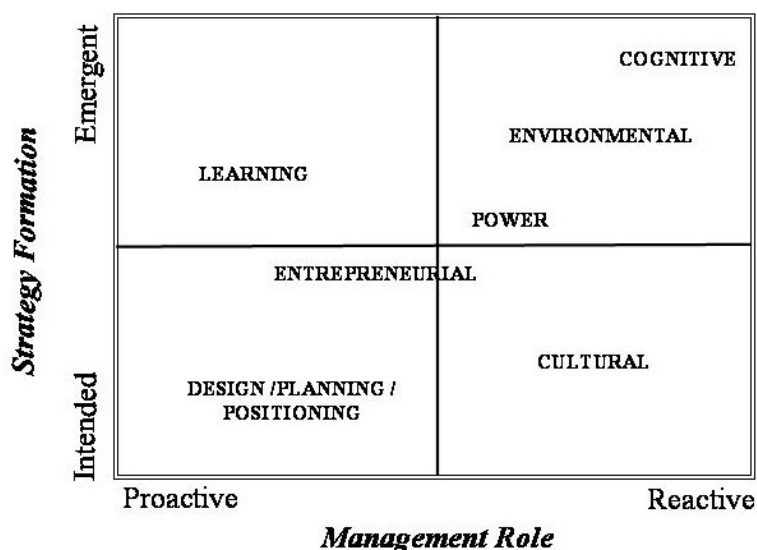 Strategy Formation
Emergent
Intended
COGNITIVE
ENVIRONMENTAL
LEARNING
POWER
ENTREPRENEURIAL
CULTURAL
DESIGN /PLANNING /
POSITIONING
Proactive
Reactive
Management Role